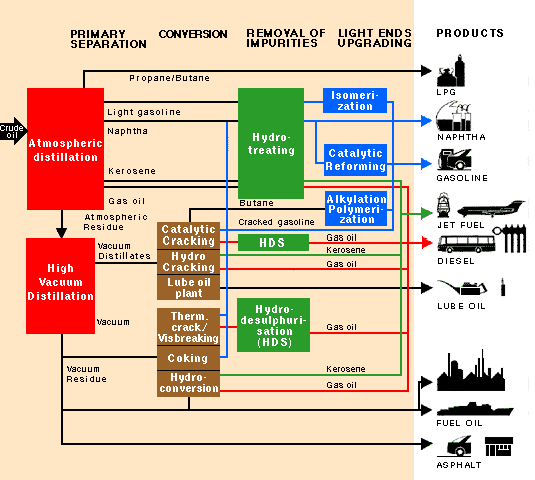 PRIMARY
SEPARATION
CONVERSION
REMOVAL OF
IMPURITIES
LIGHT ENDS
UPGRADING
PRODUCTS
Propane/Butane
LPG
Isomeri-
zation
Light gasoline
Crude
oil
Naphtha
NAPHTHA
Atmospheric
distillation
Hydro-
treating
Catalytic
Reforming
GASOLINE
Kerosene
Gas oil
Butane
Alkylation
Polymeri-
zation
Atmospheric
Residue
Cracked gasoline
JET FUEL
Catalytic
Cracking
HDS
Gas oil
Kerosene
DIESEL
Vacuum
Distillates
Hydro
Cracking
Gas oil
High
Vacuum
Distillation
Lube oil
plant
LUBE OIL
Vacuum
Therm.
crack/
Visbreaking
Hydro-
desulphuri-
sation
(HDS)
Gas oil
Coking
Vacuum
Residue
Hydro-
conversion
Kerosene
Gas oil
FUEL OIL
ASPHALT